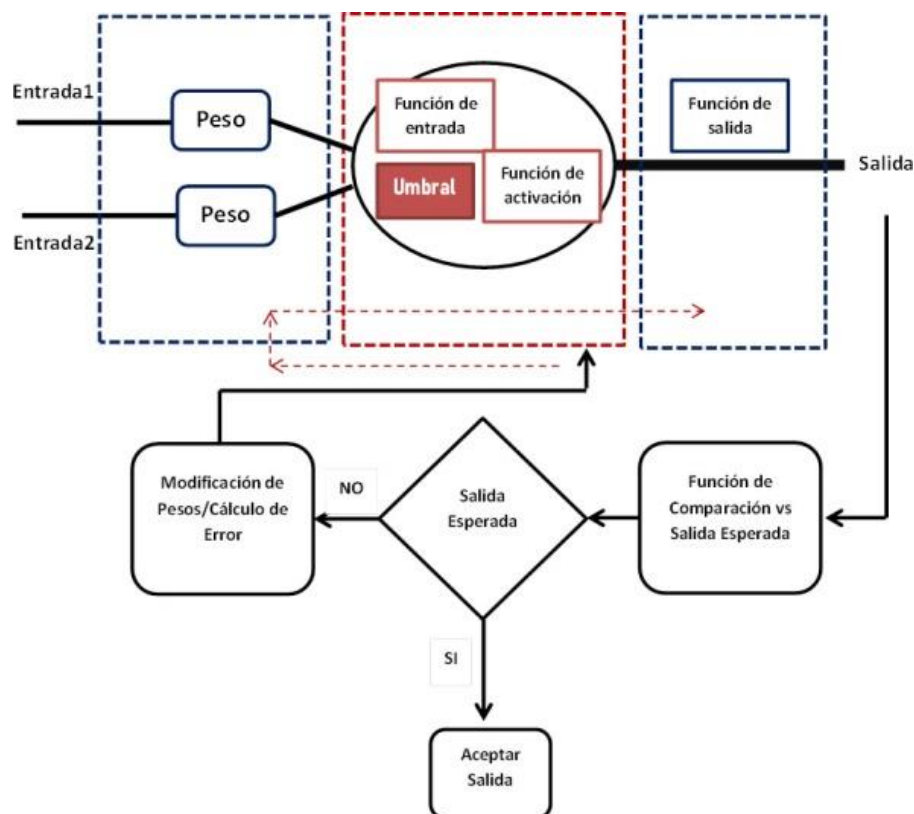 Entrada1
Peso
Función de
entrada
Función de
salida
Salida
Umbral
Función de
activación
Peso
Entrada2
Modificación de
Pesos/Cálculo de
Error
NO
Salida
Esperada
Función de
Comparación vs
Salida Esperada
SI
Aceptar
Salida